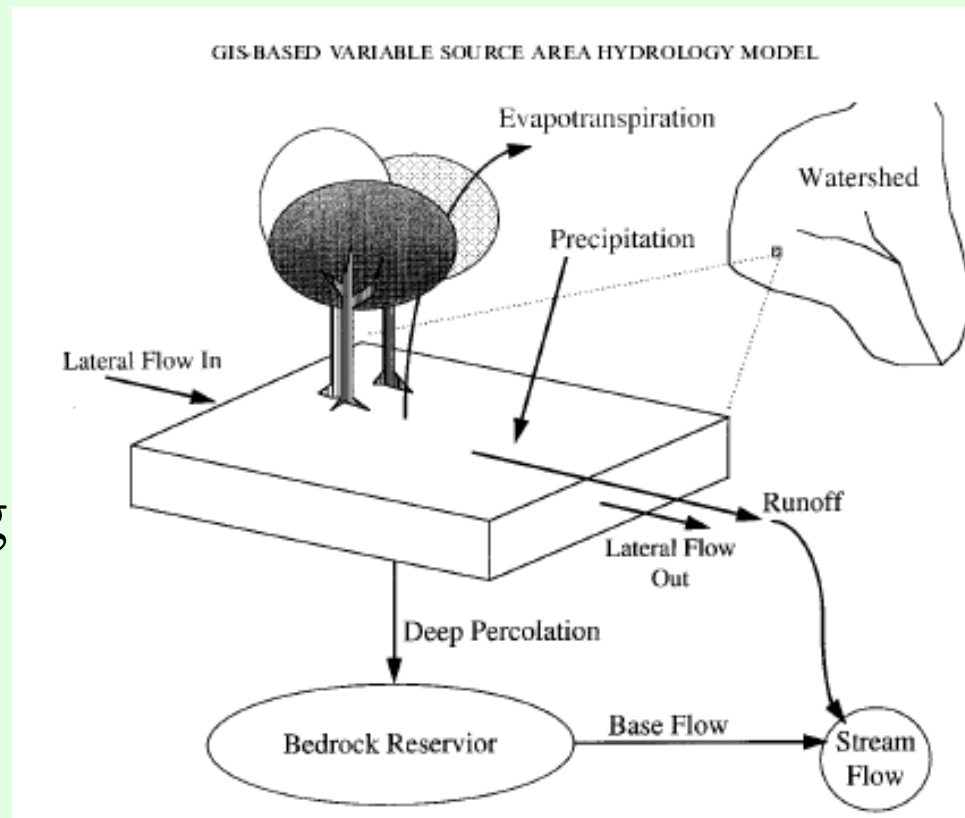 GIS-BASED VARIABLE SOURCE AREA HYDROLOGY MODEL
Evapotranspiration
Watershed
Precipitation
Lateral Flow In
g
Runoff
Lateral Flow
Out
Deep Percolation
Bedrock Reservior
Base Flow
Stream
Flow